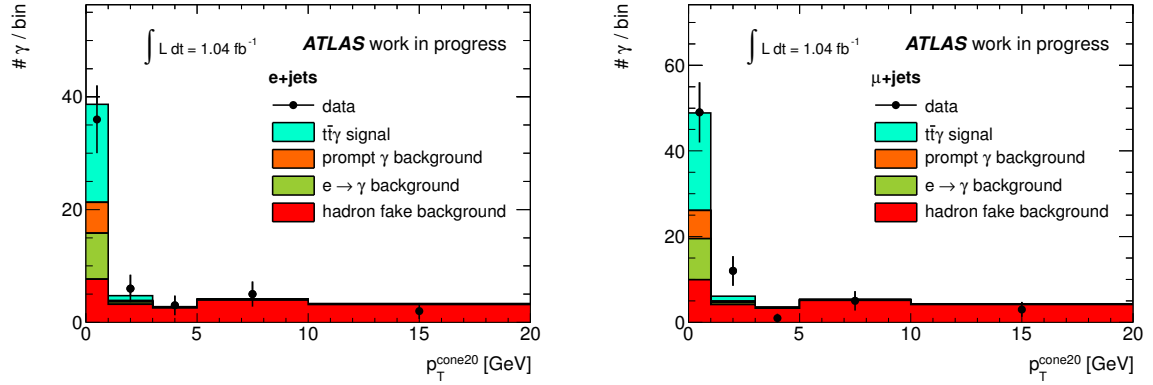 # γ / bin
∫ L dt = 1.04 fb⁻¹
ATLAS work in progress
e+jets
data
tt̄γ signal
prompt γ background
e → γ background
hadron fake background
40
20
0
0 5 10 15 20
p_T^cone20 [GeV]
# γ / bin
∫ L dt = 1.04 fb⁻¹
ATLAS work in progress
μ+jets
data
tt̄γ signal
prompt γ background
e → γ background
hadron fake background
60
40
20
0
0 5 10 15 20
p_T^cone20 [GeV]